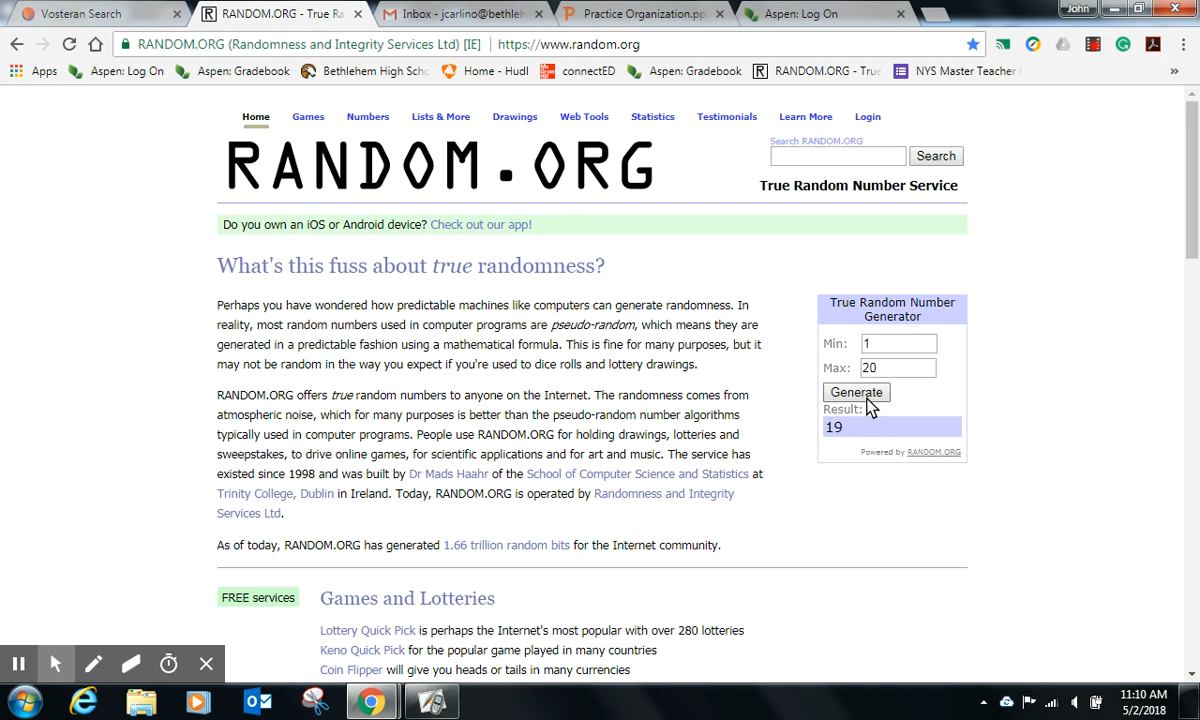 Vosteran Search
RANDOM.ORG - True Ra
Inbox - jcarlino@bethleh
Practice Organization.pp
Aspen: Log On
John
RANDOM.ORG (Randomness and Integrity Services Ltd) [IE]
https://www.random.org
Apps
Aspen: Log On
Aspen: Gradebook
Bethlehem High Scho
Home - Hudl
connectED
Aspen: Gradebook
RANDOM.ORG - True
NYS Master Teacher
»
Home Games Numbers Lists & More Drawings Web Tools Statistics Testimonials Learn More Login
RANDOM.ORG
Search RANDOM.ORG
Search
True Random Number Service
Do you own an iOS or Android device? Check out our app!
What's this fuss about true randomness?
Perhaps you have wondered how predictable machines like computers can generate randomness. In
reality, most random numbers used in computer programs are pseudo-random, which means they are
generated in a predictable fashion using a mathematical formula. This is fine for many purposes, but it
may not be random in the way you expect if you're used to dice rolls and lottery drawings.
RANDOM.ORG offers true random numbers to anyone on the Internet. The randomness comes from
atmospheric noise, which for many purposes is better than the pseudo-random number algorithms
typically used in computer programs. People use RANDOM.ORG for holding drawings, lotteries and
sweepstakes, to drive online games, for scientific applications and for art and music. The service has
existed since 1998 and was built by Dr Mads Haahr of the School of Computer Science and Statistics at
Trinity College, Dublin in Ireland. Today, RANDOM.ORG is operated by Randomness and Integrity
Services Ltd.
As of today, RANDOM.ORG has generated 1.66 trillion random bits for the Internet community.
True Random Number
Generator
Min: 1
Max: 20
Generate
Result:
19
Powered by RANDOM.ORG
FREE services
Games and Lotteries
Lottery Quick Pick is perhaps the Internet's most popular with over 280 lotteries
Keno Quick Pick for the popular game played in many countries
Coin Flipper will give you heads or tails in many currencies
11:10 AM
5/2/2018